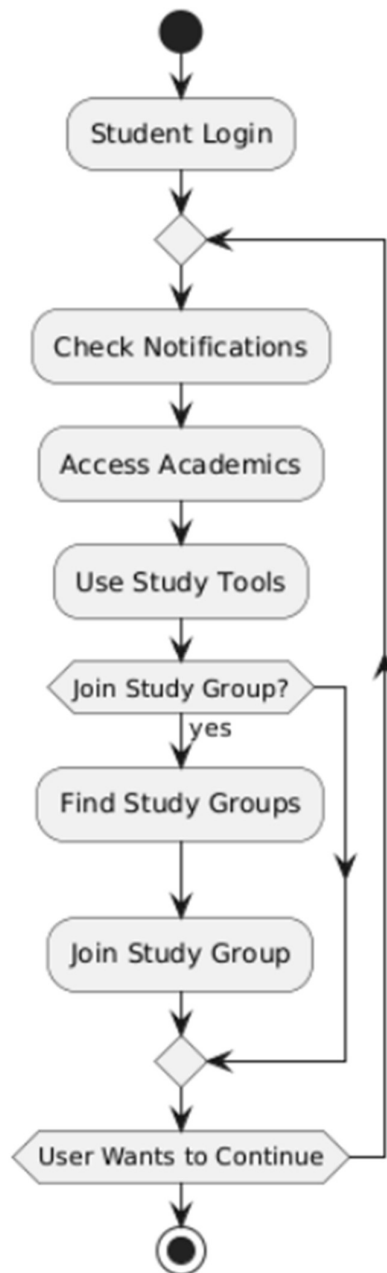 Student Login
Check Notifications
Access Academics
Use Study Tools
Join Study Group?
yes
Find Study Groups
Join Study Group
User Wants to Continue